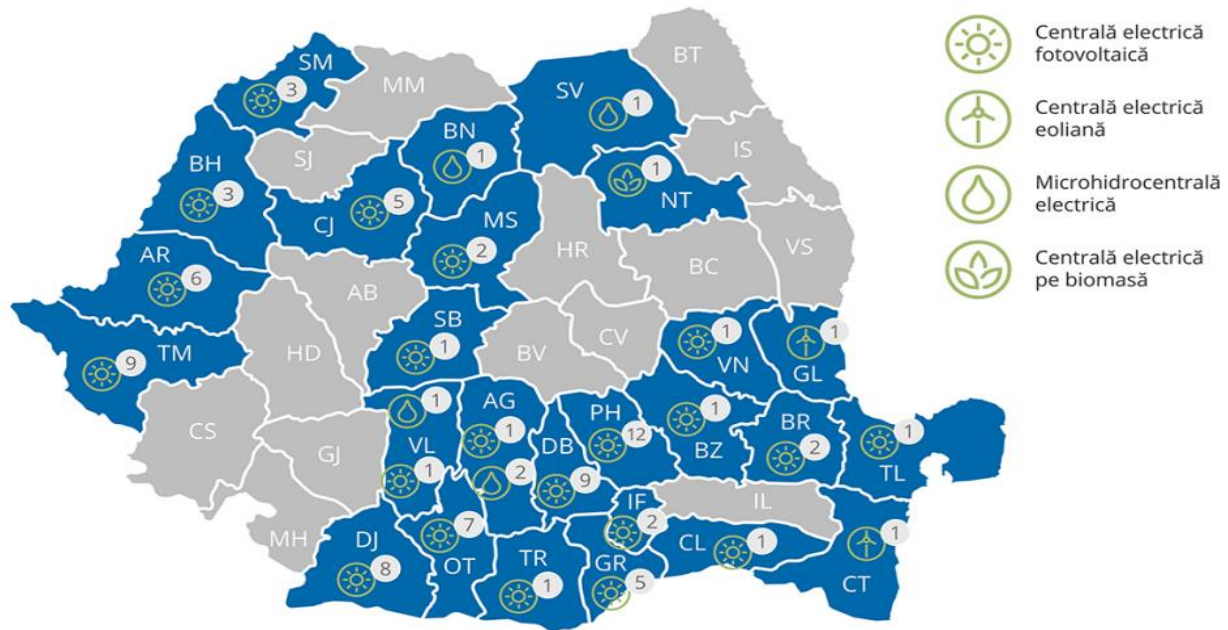 SM
3
MM
BT
SV
1
BN
1
SJ
BH
3
CJ
5
MS
2
NT
1
IS
HR
BC
VS
AR
6
AB
TM
9
HD
SB
1
BV
CV
VN
1
GL
1
CS
GJ
MH
1
VL
1
AG
1
2
DB
9
PH
12
BZ
1
BR
2
TL
1
DJ
8
OT
7
TR
1
IF
2
GR
5
IL
CL
1
CT
1
Centrală electrică
fotovoltaică
Centrală electrică
eoliană
Microhidrocentrală
electrică
Centrală electrică
pe biomasă